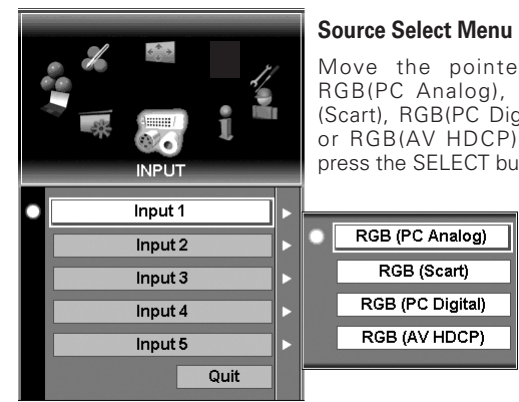 Source Select Menu
Move the pointe
RGB(PC Analog),
(Scart), RGB(PC Dig
or RGB(AV HDCP)
press the SELECT bu
INPUT
Input 1
Input 2
Input 3
Input 4
Input 5
Quit
RGB (PC Analog)
RGB (Scart)
RGB (PC Digital)
RGB (AV HDCP)